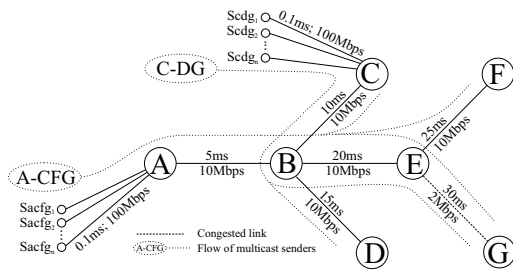 Scdg₁
Scdg₂
Scdgₙ
0.1ms; 100Mbps
C-DG
C
F
10ms
10Mbps
25ms
10Mbps
A-CFG
A
5ms
10Mbps
B
20ms
10Mbps
E
Sacfg₁
Sacfg₂
Sacfgₙ
0.1ms; 100Mbps
15ms
10Mbps
30ms
2Mbps
D
G
Congested link
A-CFG
Flow of multicast senders